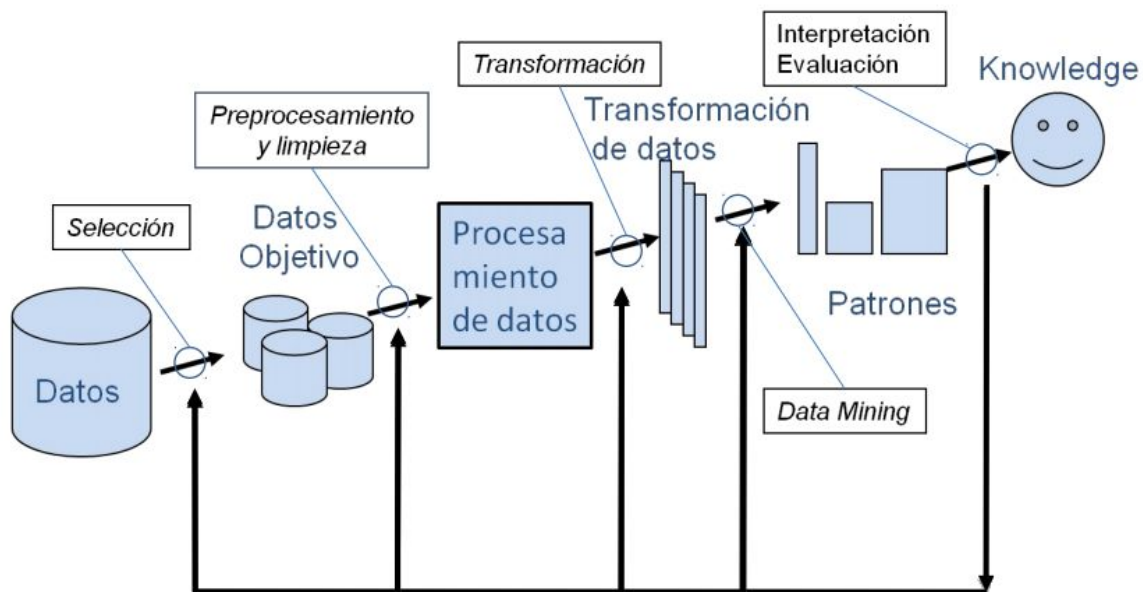 Selección
Preprocesamiento
y limpieza
Transformación
Interpretación
Evaluación
Knowledge
Datos
Datos
Objetivo
Procesa
miento
de datos
Transformación
de datos
Patrones
Data Mining